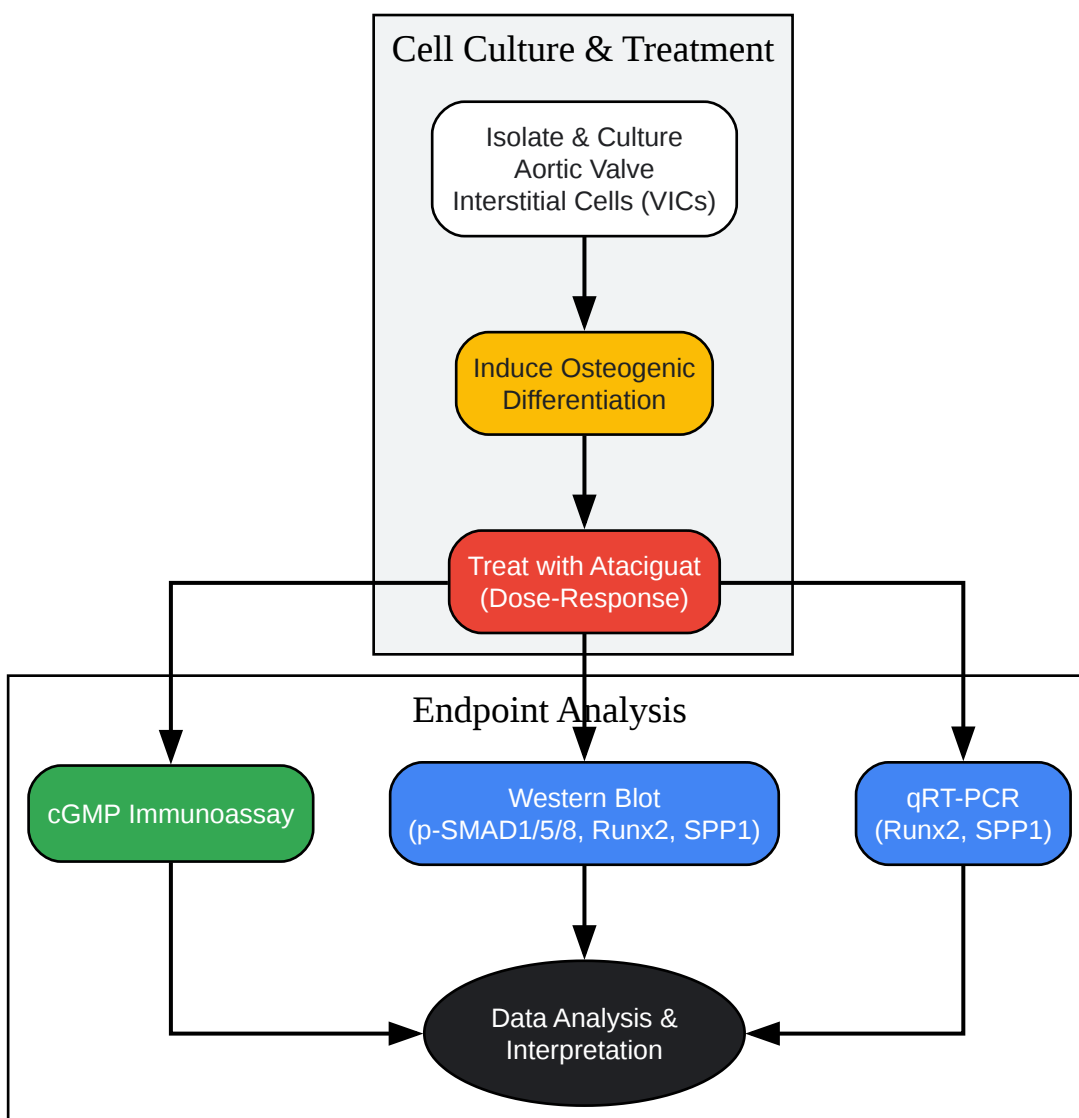 Cell Culture & Treatment
Isolate & Culture
Aortic Valve
Interstitial Cells (VICs)
Induce Osteogenic
Differentiation
Treat with Ataciguat
(Dose-Response)
Endpoint Analysis
cGMP Immunoassay
Western Blot
(p-SMAD1/5/8, Runx2, SPP1)
qRT-PCR
(Runx2, SPP1)
Data Analysis &
Interpretation